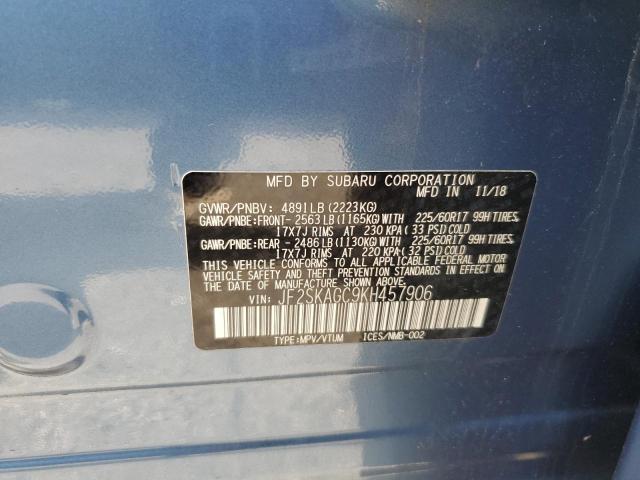 MFD BY SUBARU CORPORATION
MFD IN 11/18
GVWR/PNBV: 4891LB (2223KG)
GAWR/PNBE:FRONT-2563LB(1165KG)WITH 225/60R17 99H TIRES,
17X7J RIMS AT 230 KPA( 33 PSI) COLD
GAWR/PNBE:REAR -2486LB(1130KG)WITH 225/60R17 99H TIRES,
17X7J RIMS AT 220 KPA( 32 PSI) COLD
THIS VEHICLE CONFORMS TO ALL APPLICABLE FEDERAL MOTOR
VEHICLE SAFETY AND THEFT PREVENTION STANDARDS IN EFFECT ON
THE DATE OF MANUFACTURE SHOWN ABOVE.
VIN: JF2SKAGC9KH457906
TYPE:MPV/VTUM ICES/NMB-002